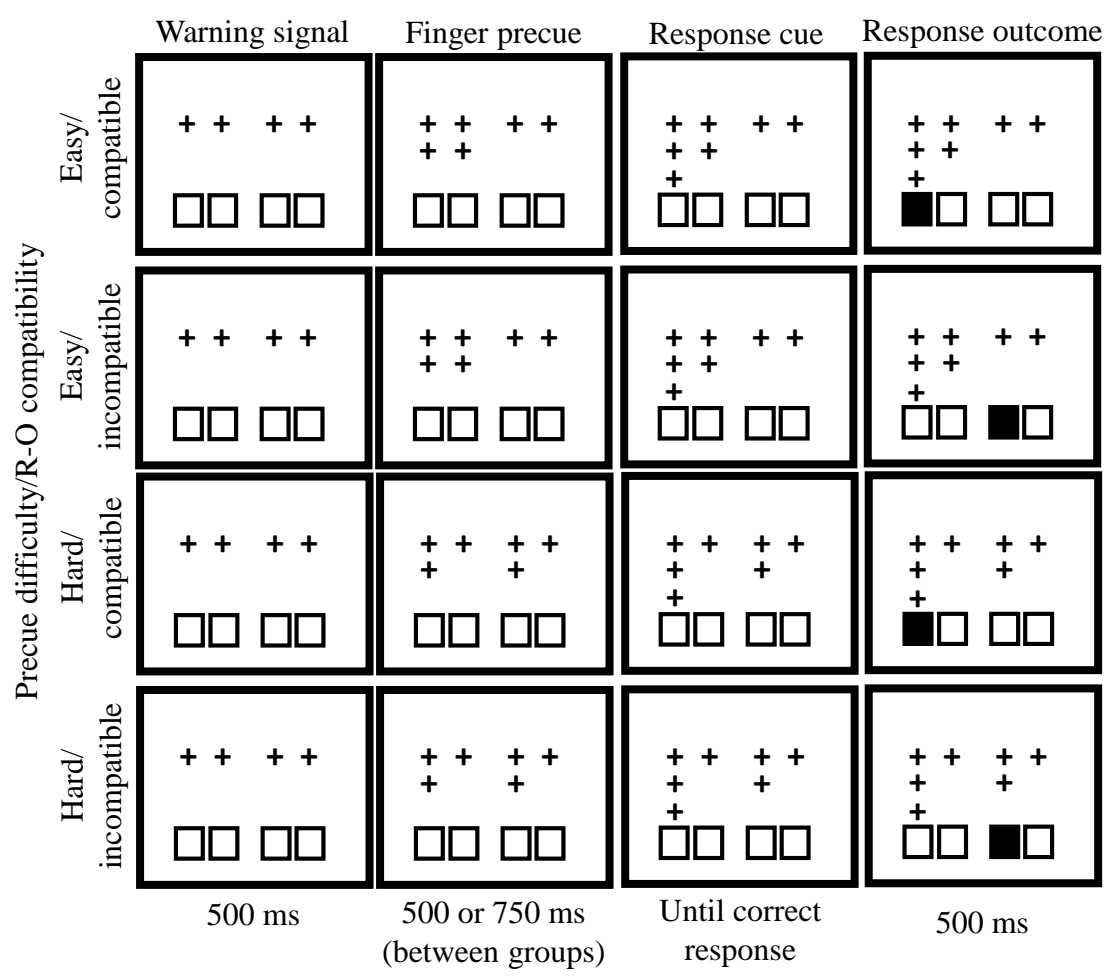 Warning signal
Finger precue
Response cue
Response outcome
Precue difficulty/R-O compatibility
Easy/
compatible
Easy/
incompatible
Hard/
compatible
Hard/
incompatible
500 ms
500 or 750 ms
(between groups)
Until correct
response
500 ms